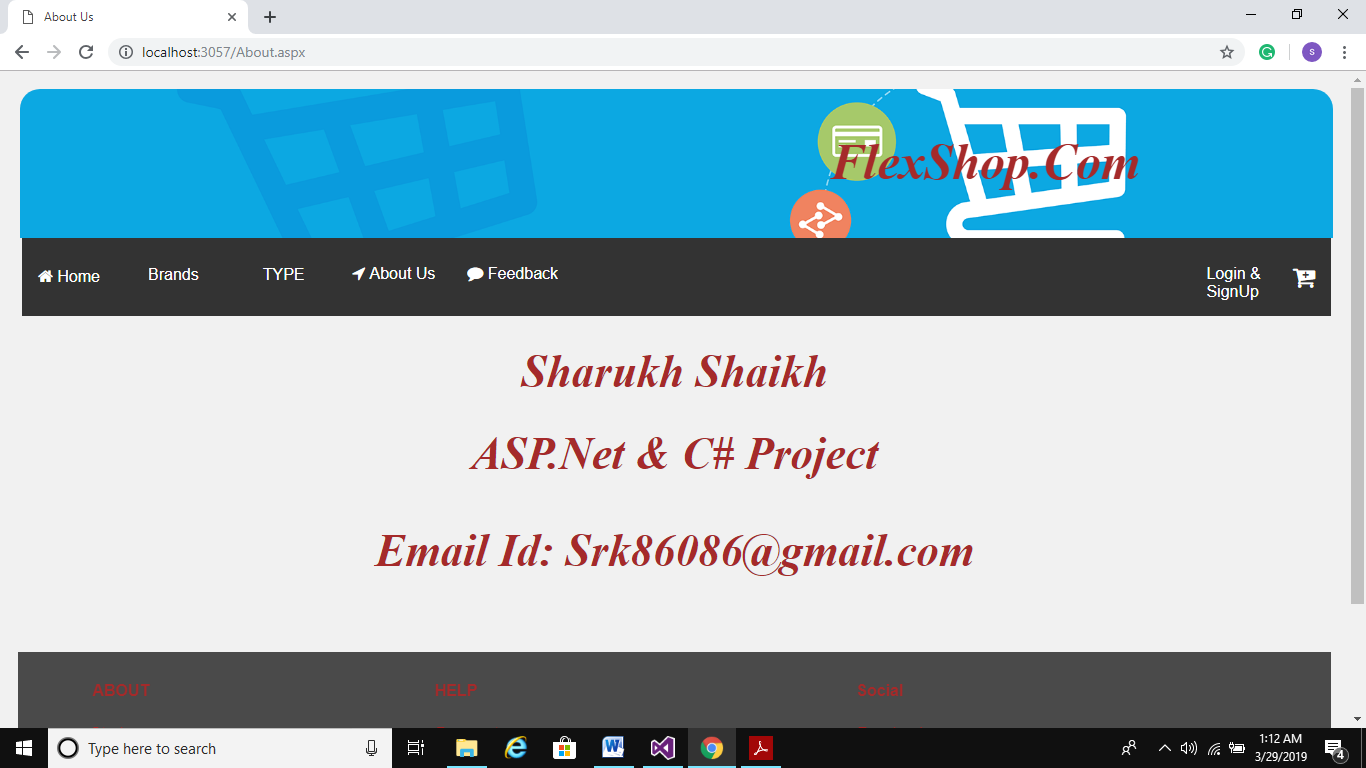 About Us
localhost:3057/About.aspx
s
FlexShop.Com
Home
Brands
TYPE
About Us
Feedback
Login &
SignUp
Sharukh Shaikh
ASP.Net & C# Project
Email Id: Srk86086@gmail.com
ABOUT
HELP
Social
Type here to search
1:12 AM
3/29/2019
4